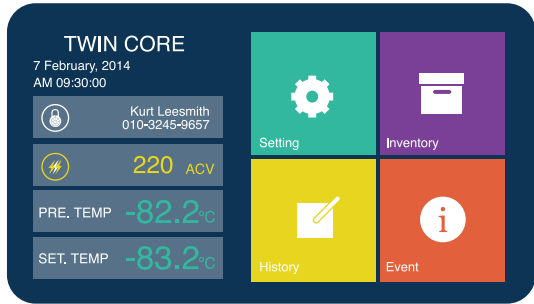 TWIN CORE
7 February, 2014
AM 09:30:00
Kurt Leesmith
010-3245-9657
220 ACV
PRE. TEMP -82.2°C
SET. TEMP -83.2°C
Setting
Inventory
History
i
Event